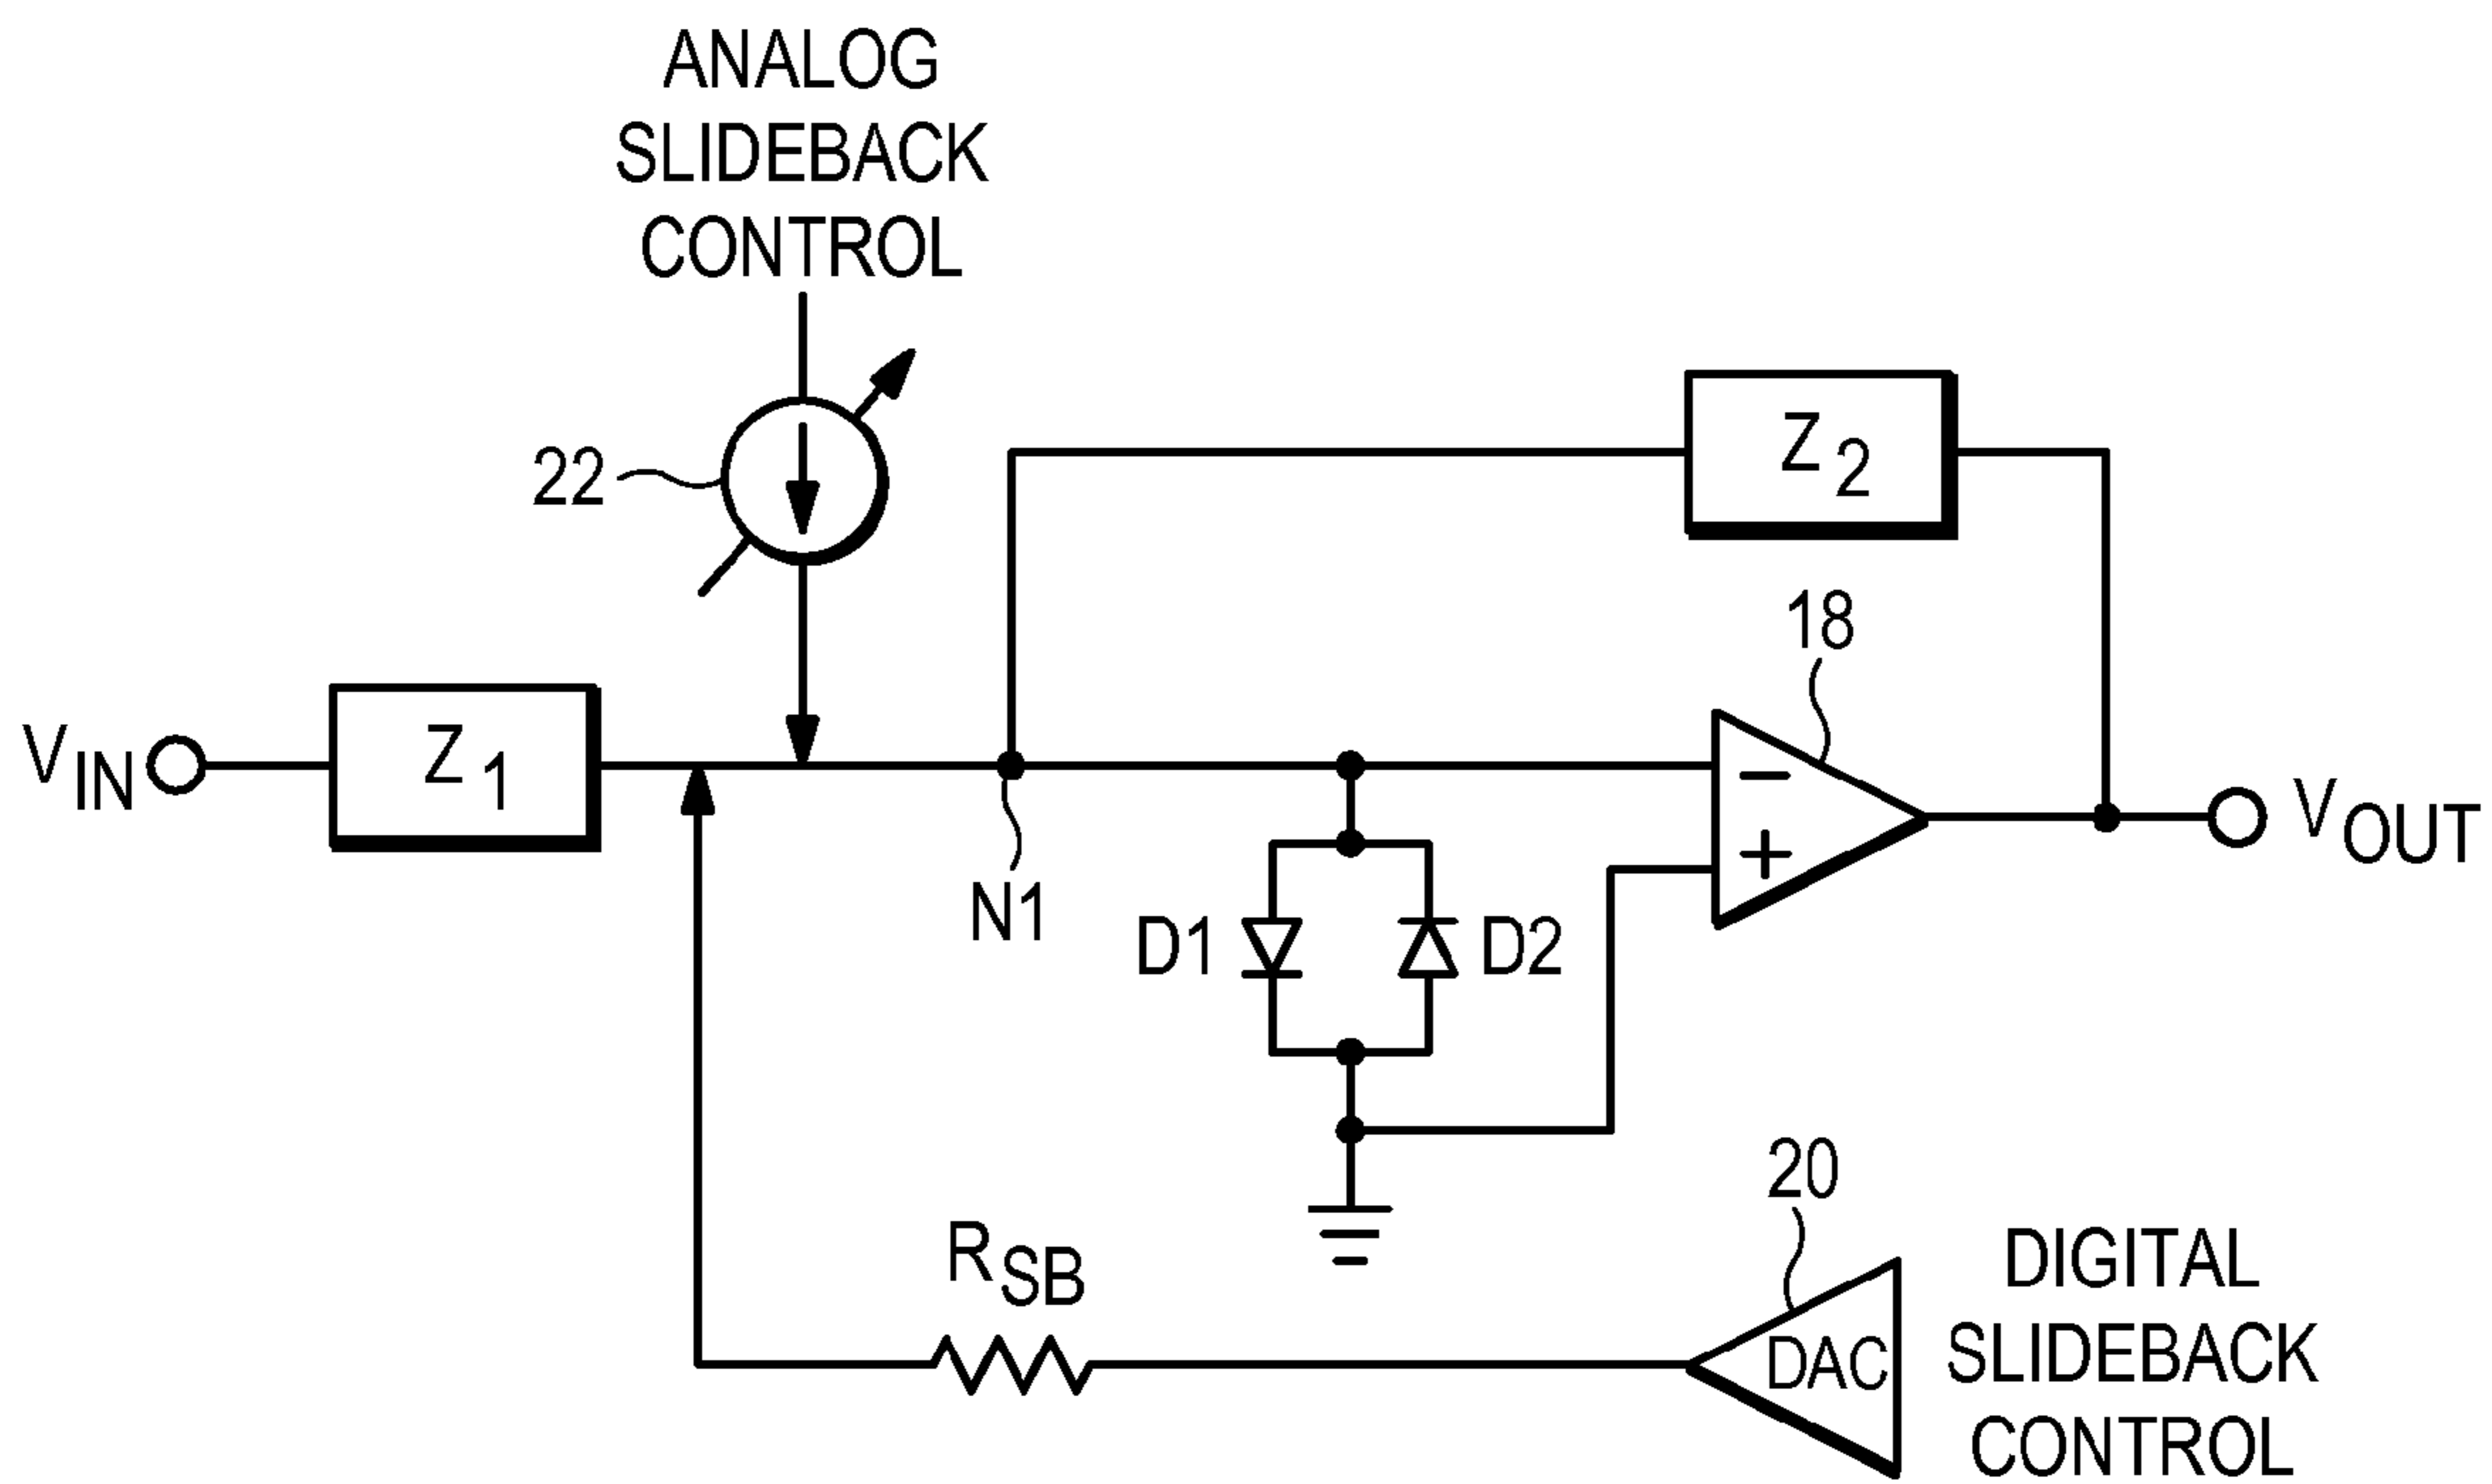 ANALOG
SLIDEBACK
CONTROL
22
Z2
18
VIN
Z1
N1
D1
D2
−
+
VOUT
20
RSB
DAC
DIGITAL
SLIDEBACK
CONTROL